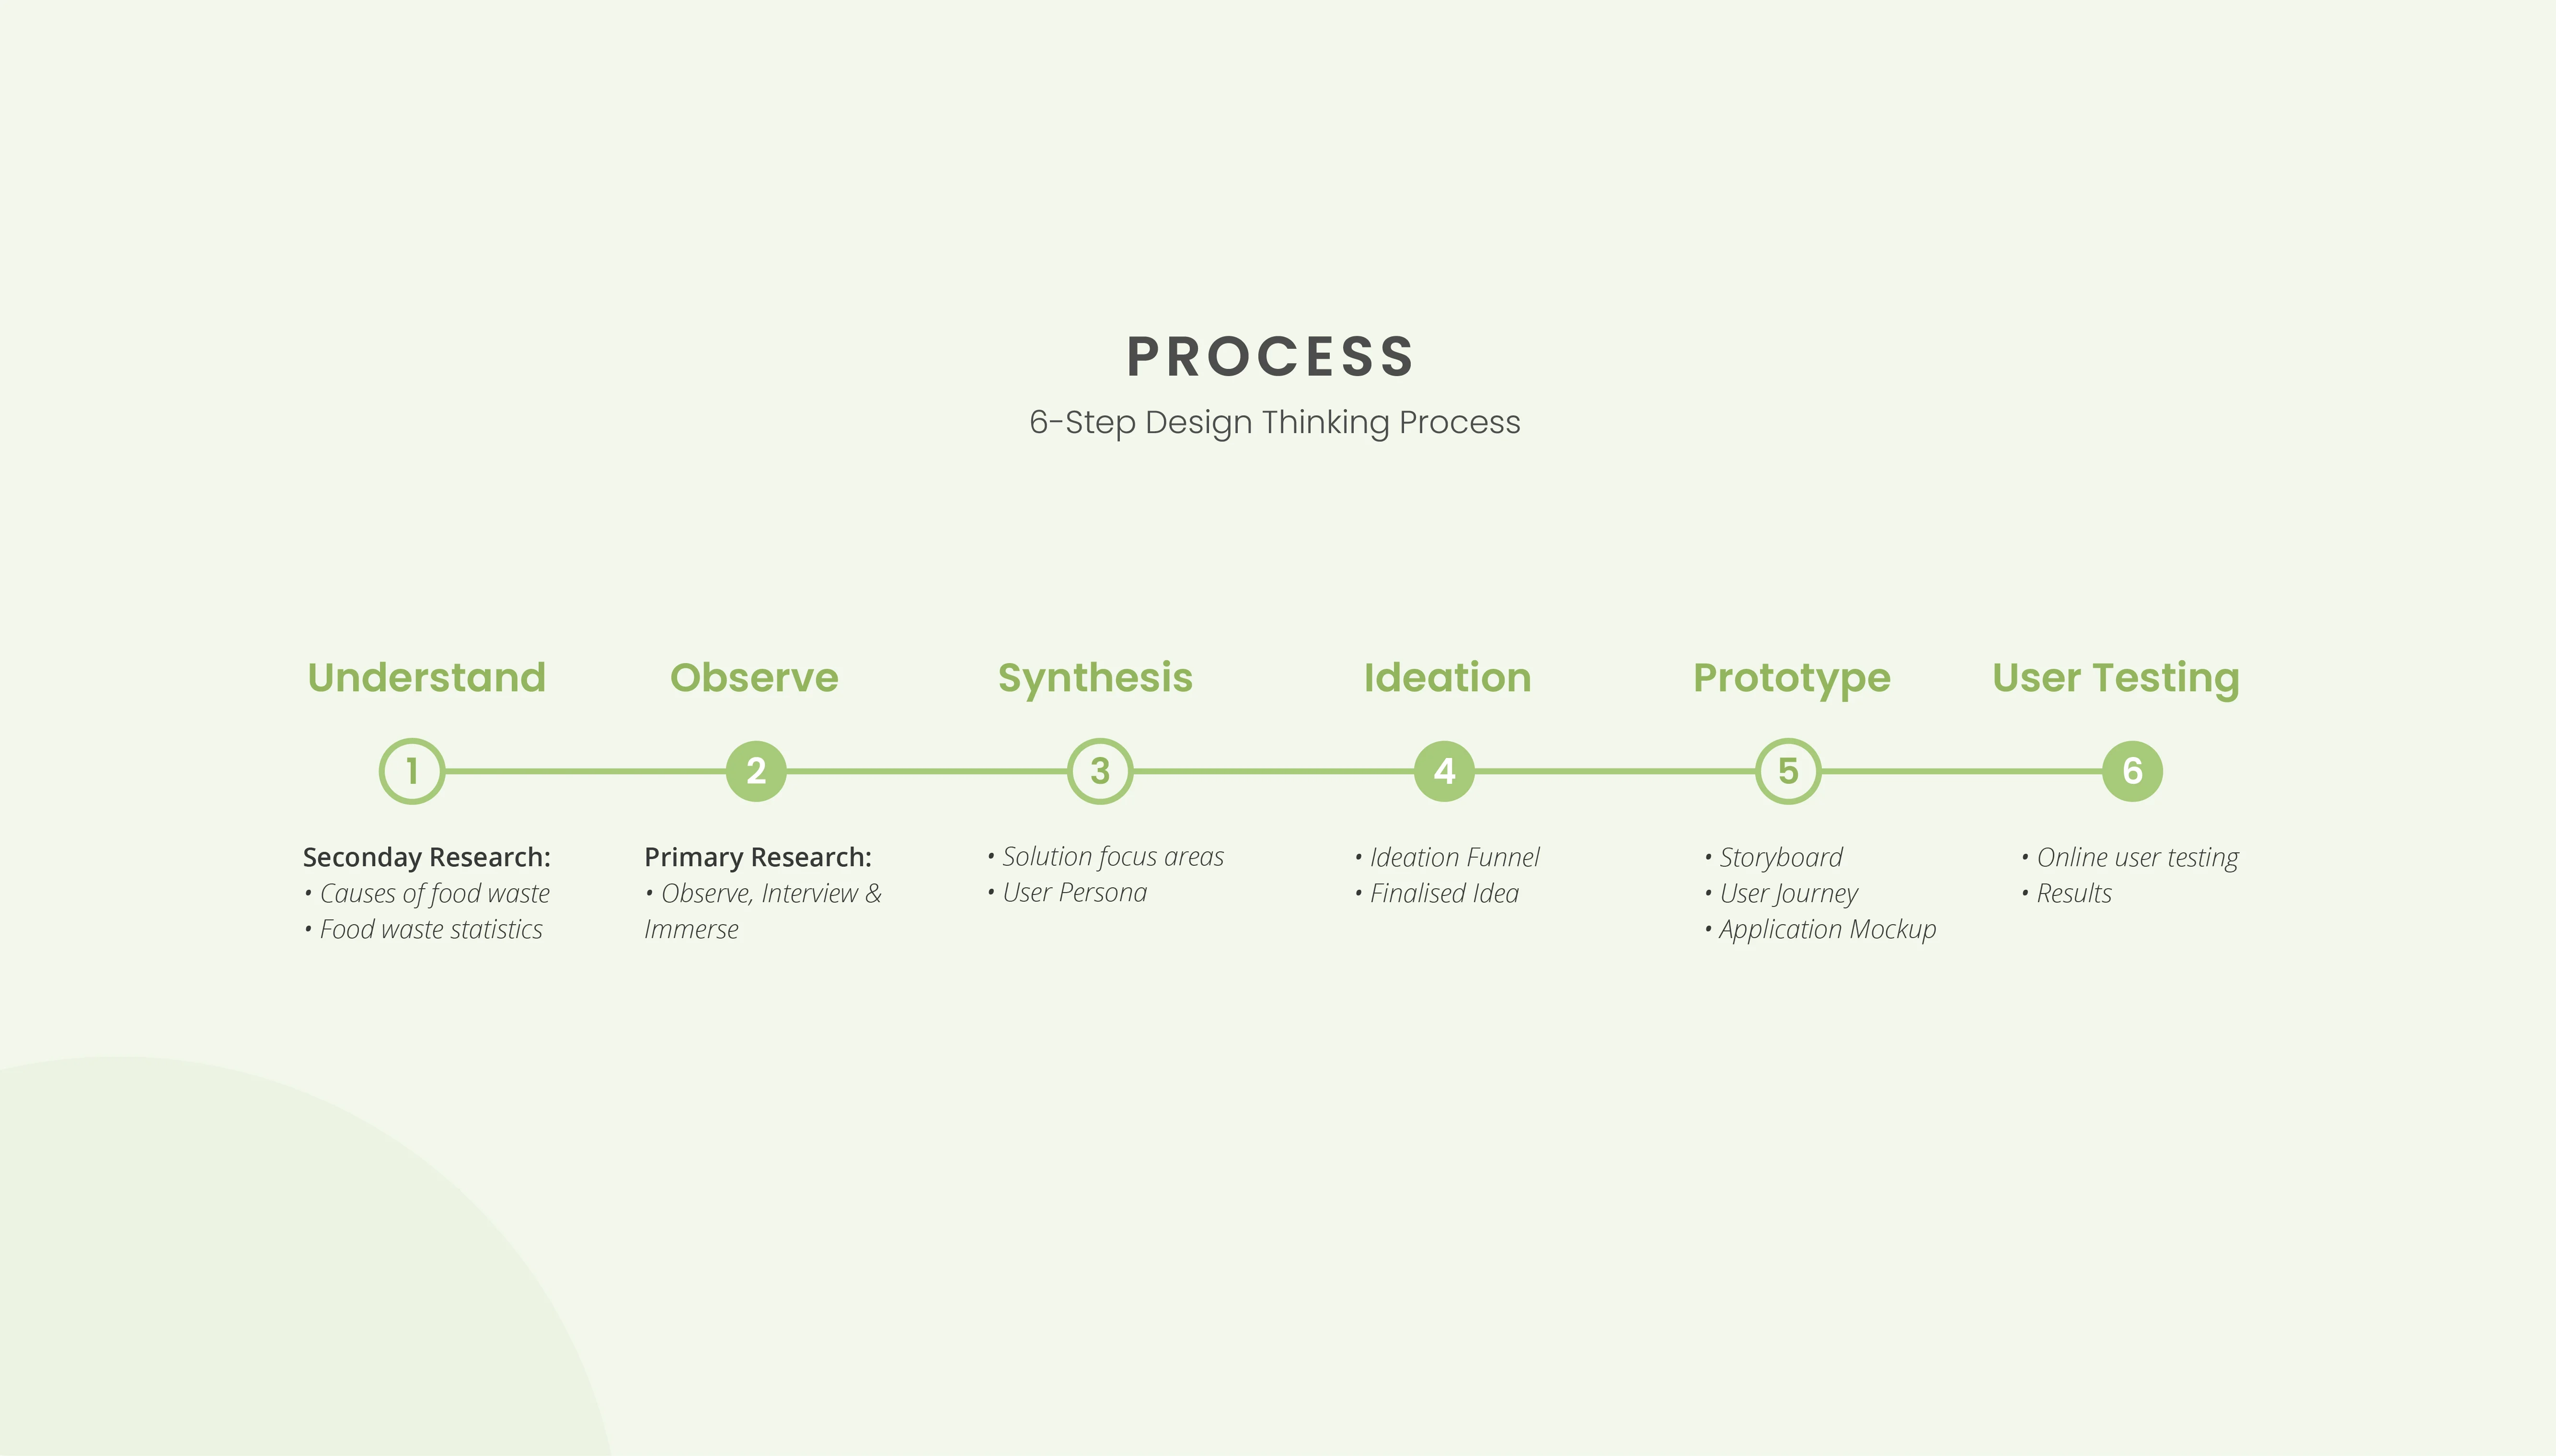 PROCESS
6-Step Design Thinking Process
Understand
Observe
Synthesis
Ideation
Prototype
User Testing
1
2
3
4
5
6
Seconday Research:
• Causes of food waste
• Food waste statistics
Primary Research:
• Observe, Interview &
Immerse
• Solution focus areas
• User Persona
• Ideation Funnel
• Finalised Idea
• Storyboard
• User Journey
• Application Mockup
• Online user testing
• Results